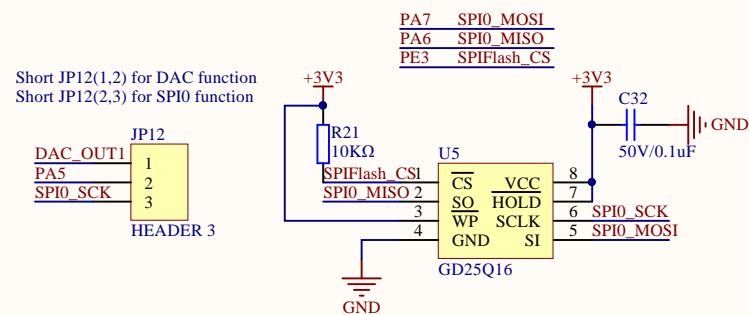 PA7 SPI0_MOSI
PA6 SPI0_MISO
PE3 SPIFlash_CS
Short JP12(1,2) for DAC function
Short JP12(2,3) for SPI0 function
+3V3
+3V3
C32
GND
50V/0.1uF
R21
10KΩ
JP12
DAC_OUT1 1
PA5 2
SPI0_SCK 3
HEADER 3
U5
SPIFlash_CS 1 CS VCC 8
SPI0_MISO 2 SO HOLD 7
3 WP SCLK 6 SPI0_SCK
4 GND SI 5 SPI0_MOSI
GD25Q16
GND